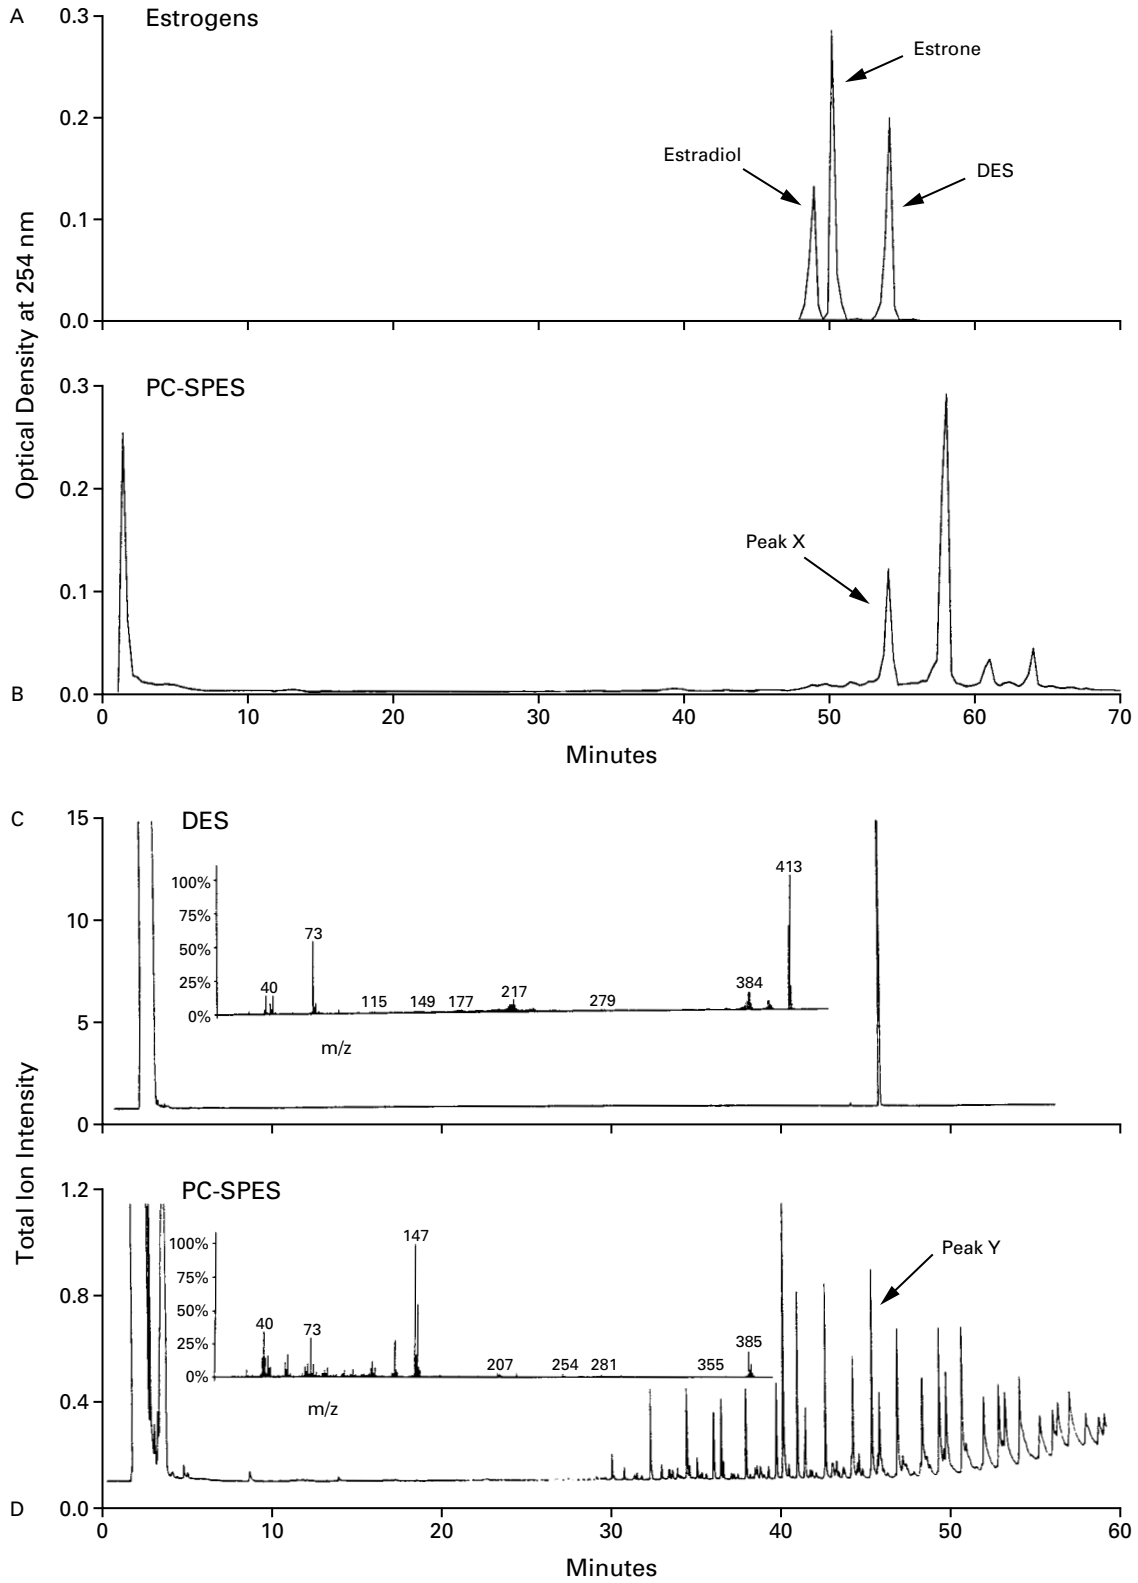 A
Estrogens
0.3
0.2
0.1
0.0
Estrone
Estradiol
DES
Optical Density at 254 nm
B
PC-SPES
0.3
0.2
0.1
0.0
Peak X
0 10 20 30 40 50 60 70
Minutes
C
DES
15
10
5
0
100%
75%
50%
25%
0%
40 73 115 149 177 217 279 384 413
m/z
Total Ion Intensity
D
PC-SPES
1.2
0.8
0.4
0.0
100%
75%
50%
25%
0%
40 73 147 207 254 281 355 385
m/z
Peak Y
0 10 20 30 40 50 60
Minutes